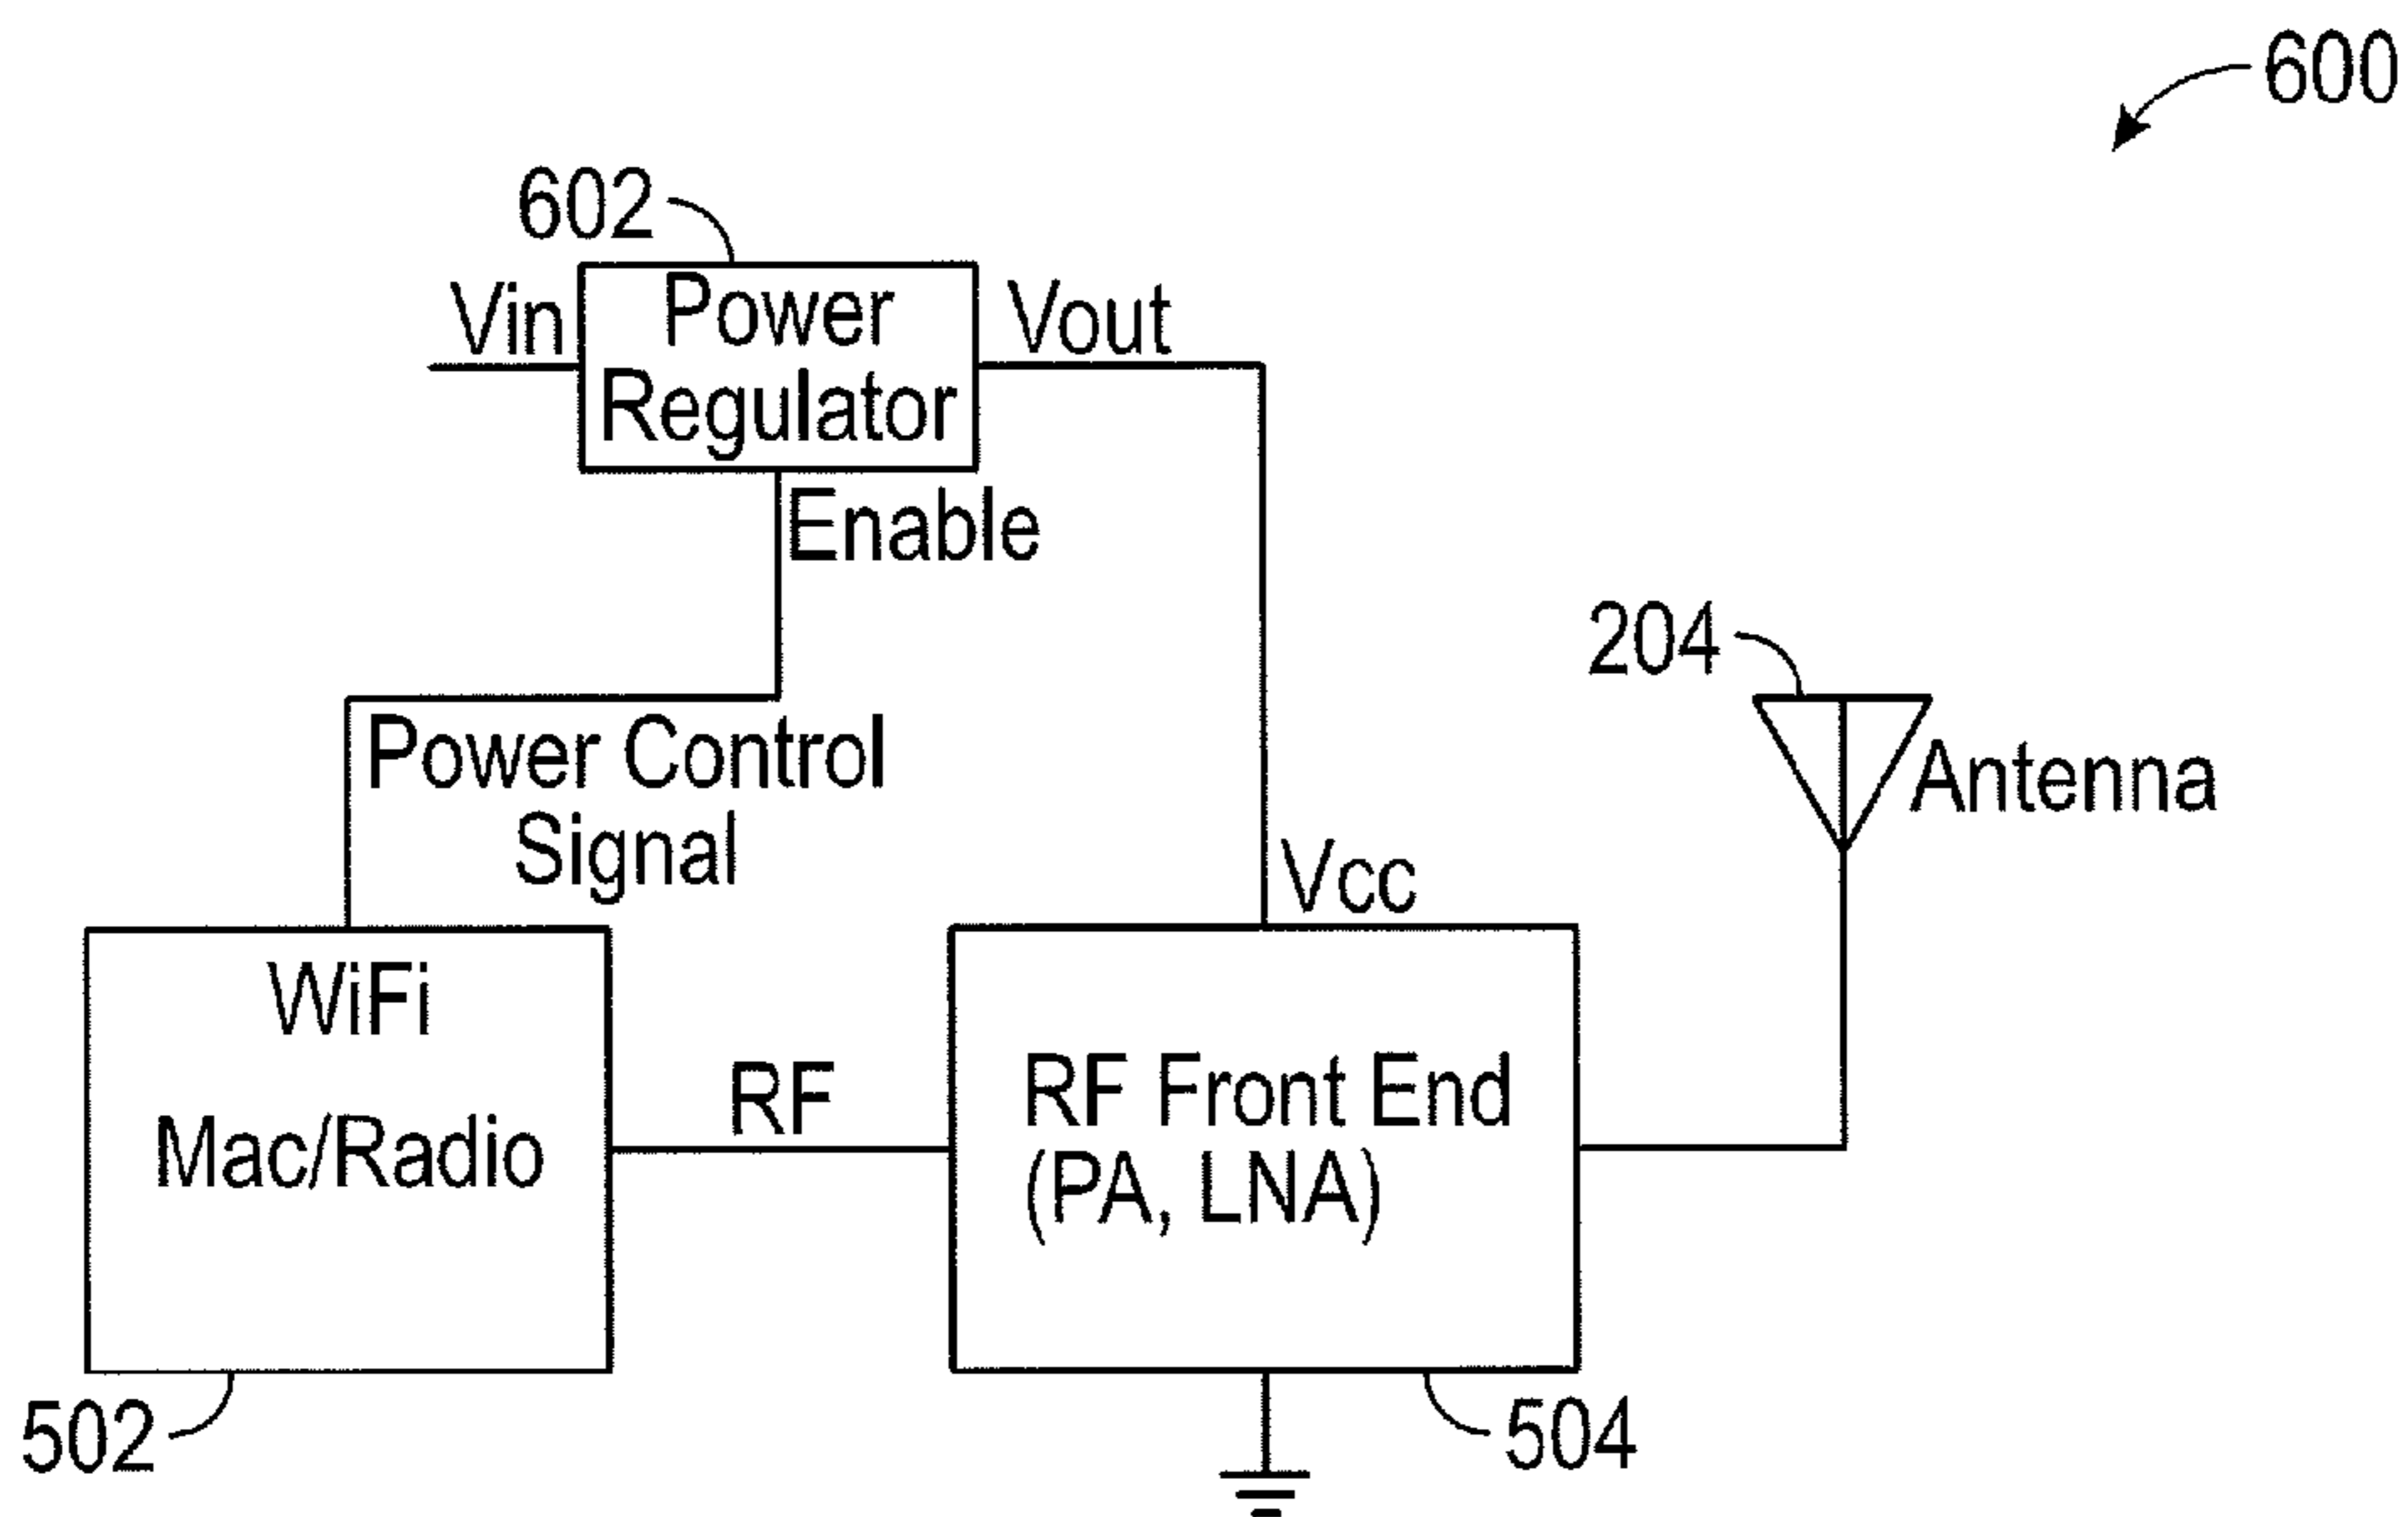 600
602
Vin
Power
Regulator
Vout
Enable
204
Power Control
Signal
Antenna
Vcc
WiFi
Mac/Radio
RF
RF Front End
(PA, LNA)
502
504